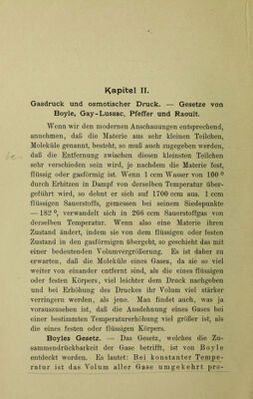 Kapitel II.
Gasdruck und osmotischer Druck. — Gesetze von
Boyle, Gay-Lussac, Pfeffer und Raoult.
Wenn wir den modernen Anschauungen entsprechend,
annehmen, daß die Materie aus sehr kleinen Teilchen,
Moleküle genannt, besteht, so muß auch zugegeben werden,
daß die Entfernung zwischen diesen kleinsten Teilchen
sehr verschieden sein wird, je nachdem die Materie fest,
flüssig oder gasförmig ist. Wenn 1 ccm Wasser von 100°
durch Erhitzen in Dampf von derselben Temperatur über-
geführt wird, so dehnt er sich auf 1700 ccm aus. 1 ccm
flüssigen Sauerstoffs, gemessen bei seinem Siedepunkte
—182°, verwandelt sich in 266 ccm Sauerstoffgas von
derselben Temperatur. Wenn also eine Materie ihren
Zustand ändert, indem sie von dem flüssigen oder festen
Zustand in den gasförmigen übergeht, so geschieht das mit
einer bedeutenden Volumvergrößerung. Es ist daher zu
erwarten, daß die Moleküle eines Gases, da sie so viel
weiter von einander entfernt sind, als die eines flüssigen
oder festen Körpers, viel leichter dem Druck nachgeben
und bei Erhöhung des Druckes ihr Volum viel stärker
verringern werden, als jene. Man findet auch, was ja
vorauszusehen ist, daß die Ausdehnung eines Gases bei
einer bestimmten Temperaturerhöhung viel größer ist, als
die eines festen oder flüssigen Körpers.
Boyles Gesetz. — Das Gesetz, welches die Zu-
sammendrückbarkeit der Gase betrifft, ist von Boyle
entdeckt worden. Es lautet: Bei konstanter Tempe-
ratur ist das Volum aller Gase umgekehrt pro-